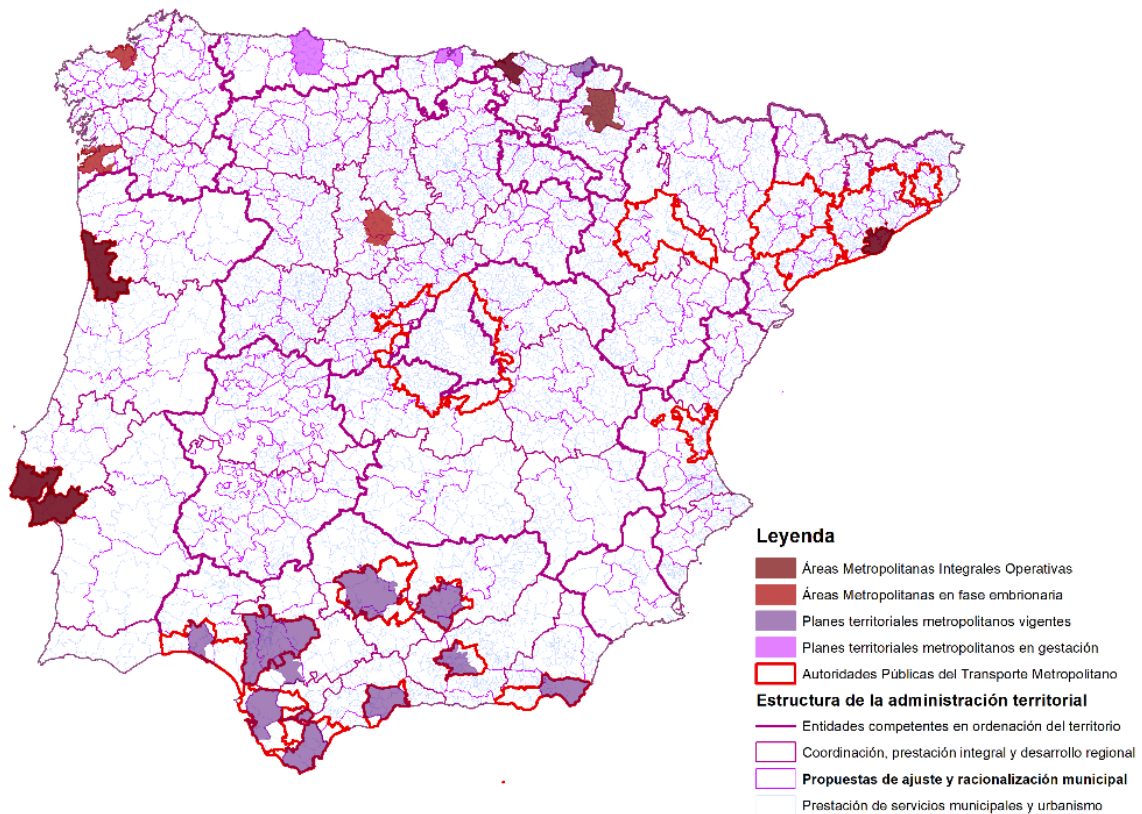 Leyenda
Áreas Metropolitanas Integrales Operativas
Áreas Metropolitanas en fase embrionaria
Planes territoriales metropolitanos vigentes
Planes territoriales metropolitanos en gestación
Autoridades Públicas del Transporte Metropolitano
Estructura de la administración territorial
Entidades competentes en ordenación del territorio
Coordinación, prestación integral y desarrollo regional
Propuestas de ajuste y racionalización municipal
Prestación de servicios municipales y urbanismo